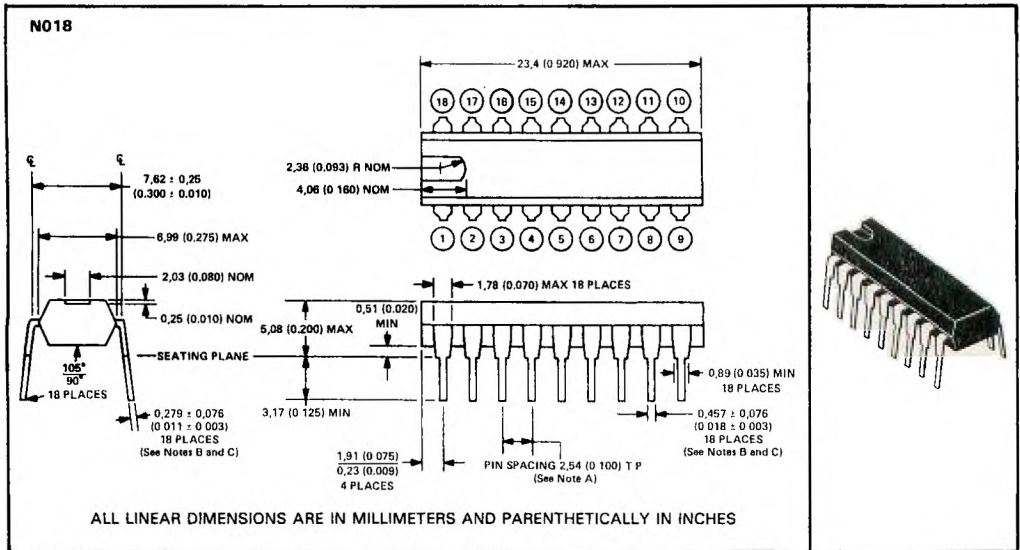 N018
23,4 (0 920) MAX
18 17 16 15 14 13 12 11 10
2,36 (0.093) R NOM
4,06 (0 160) NOM
1 2 3 4 5 6 7 8 9
℄ ℄
7,62 ± 0,25
(0.300 ± 0.010)
6,99 (0.275) MAX
2,03 (0.080) NOM
0,25 (0.010) NOM
105°
90°
18 PLACES
0,279 ± 0,076
(0 011 ± 0 003)
18 PLACES
(See Notes B and C)
1,78 (0.070) MAX 18 PLACES
0,51 (0.020)
MIN
5,08 (0.200) MAX
SEATING PLANE
3,17 (0 125) MIN
0,89 (0 035) MIN
18 PLACES
0,457 ± 0,076
(0 018 ± 0 003)
18 PLACES
(See Notes B and C)
1,91 (0 075)
0,23 (0.009)
4 PLACES
PIN SPACING 2,54 (0 100) T P
(See Note A)
ALL LINEAR DIMENSIONS ARE IN MILLIMETERS AND PARENTHETICALLY IN INCHES